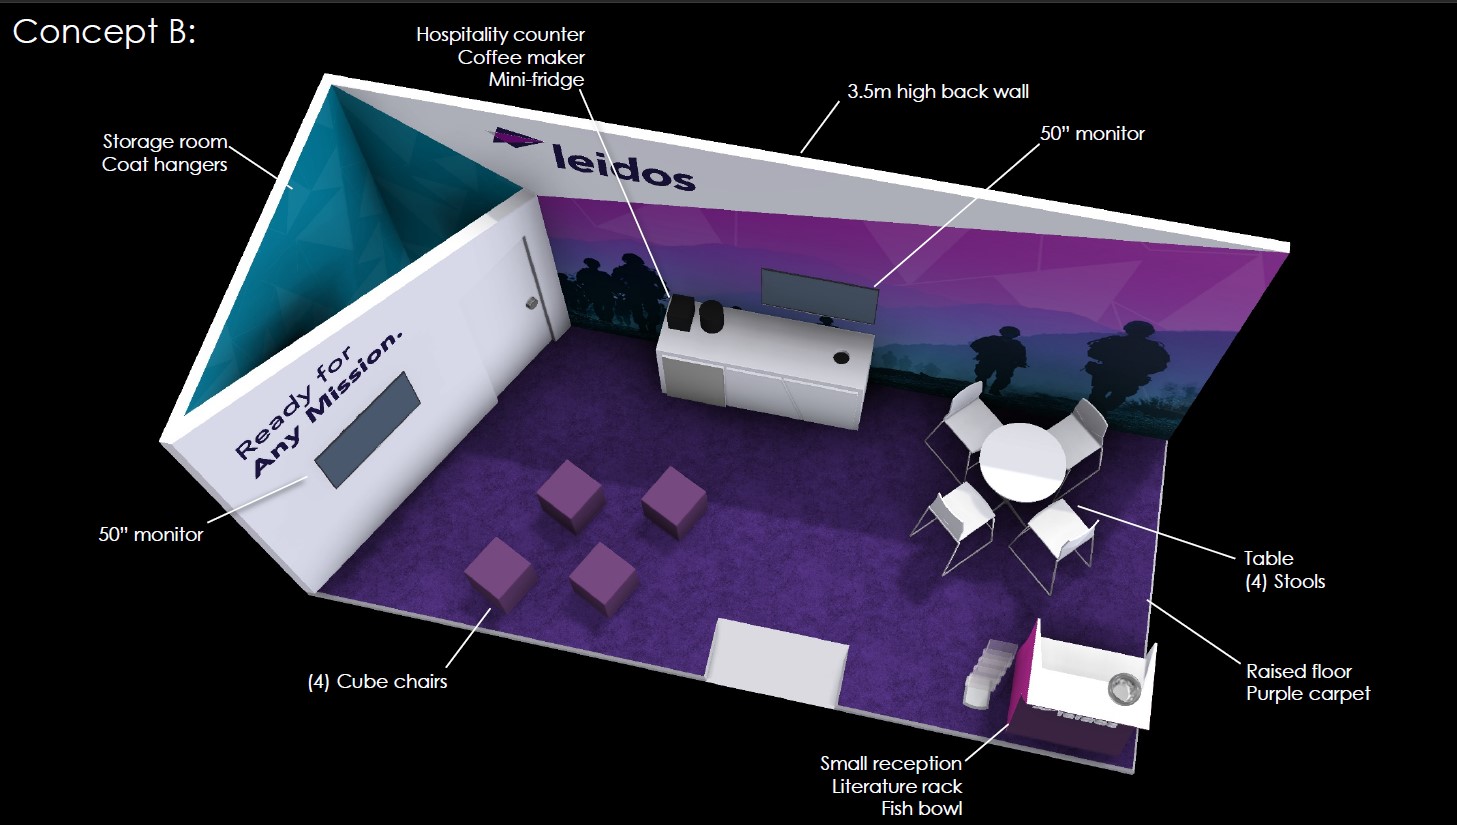 Concept B:
Hospitality counter
Coffee maker
Mini-fridge
3.5m high back wall
50” monitor
Storage room
Coat hangers
leidos
Ready for
Any Mission.
50” monitor
Table
(4) Stools
Raised floor
Purple carpet
(4) Cube chairs
leidos
Small reception
Literature rack
Fish bowl